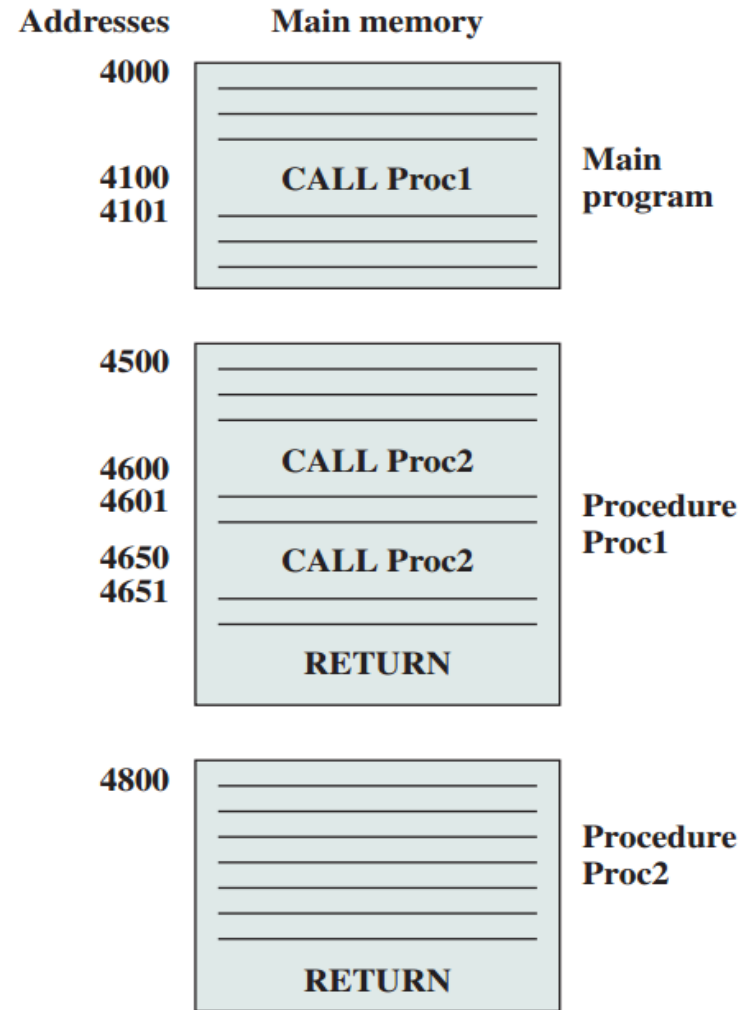 Addresses Main memory
4000
4100 CALL Proc1
4101
Main
program
4500
4600 CALL Proc2
4601
4650 CALL Proc2
4651
RETURN
Procedure
Proc1
4800
Procedure
Proc2
RETURN